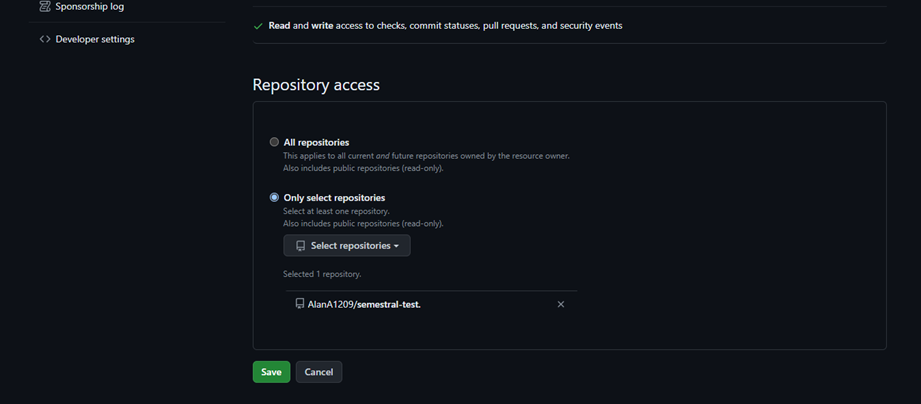 Sponsorship log
Developer settings
Read and write access to checks, commit statuses, pull requests, and security events
Repository access
All repositories
This applies to all current and future repositories owned by the resource owner.
Also includes public repositories (read-only).
Only select repositories
Select at least one repository.
Also includes public repositories (read-only).
Select repositories
Selected 1 repository.
AlanA1209/semestral-test.
Save
Cancel